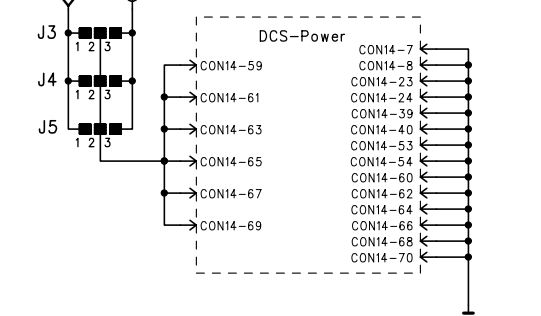 J3
1 2 3
J4
1 2 3
J5
1 2 3
DCS-Power
CON14-59
CON14-61
CON14-63
CON14-65
CON14-67
CON14-69
CON14-7
CON14-8
CON14-23
CON14-24
CON14-39
CON14-40
CON14-53
CON14-54
CON14-60
CON14-62
CON14-64
CON14-66
CON14-68
CON14-70